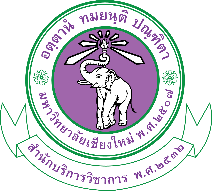 อตฺตานํ ทมยนฺติ ปณฺฑิตา
มหาวิทยาลัยเชียงใหม่ พ.ศ.๒๕๐๗
สำนักบริการวิชาการ พ.ศ.๒๕๓๒